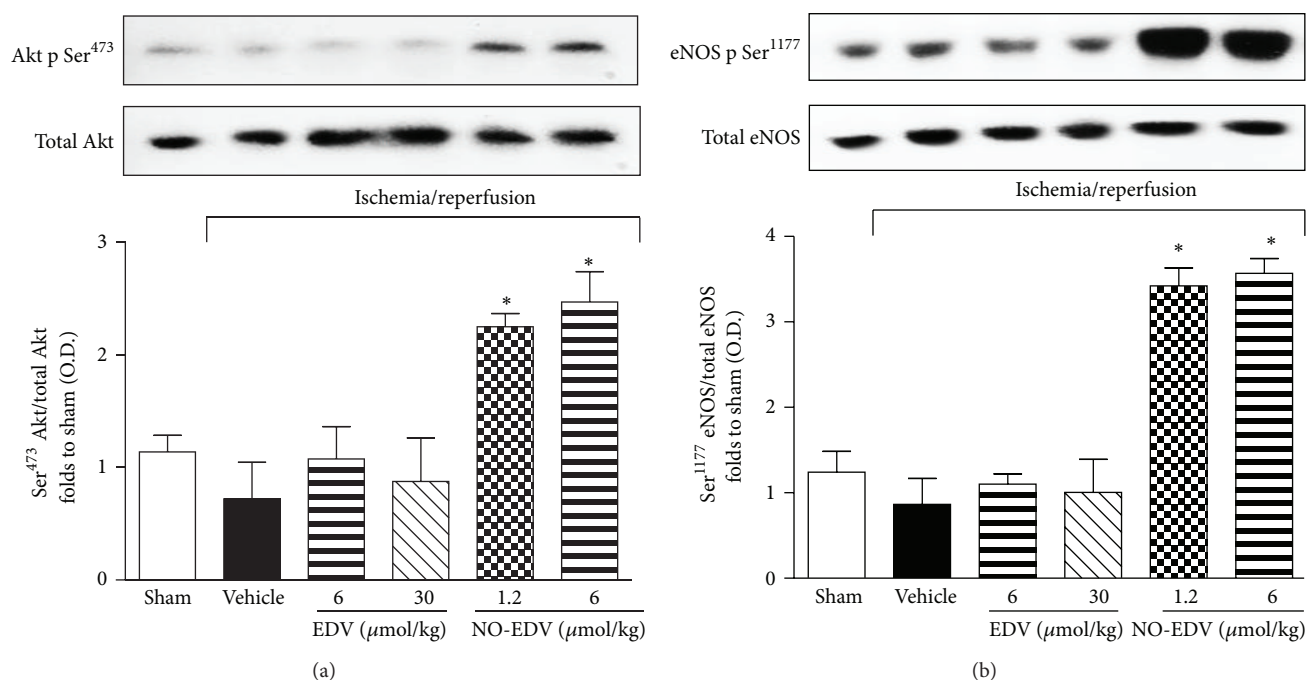 Akt p Ser⁴⁷³
Total Akt
Ischemia/reperfusion
Ser⁴⁷³ Akt/total Akt
folds to sham (O.D.)
3
2
1
0
*
*
Sham
Vehicle
6
30
1.2
6
EDV (μmol/kg)
NO-EDV (μmol/kg)
(a)
eNOS p Ser¹¹⁷⁷
Total eNOS
Ischemia/reperfusion
Ser¹¹⁷⁷ eNOS/total eNOS
folds to sham (O.D.)
4
3
2
1
0
*
*
Sham
Vehicle
6
30
1.2
6
EDV (μmol/kg)
NO-EDV (μmol/kg)
(b)